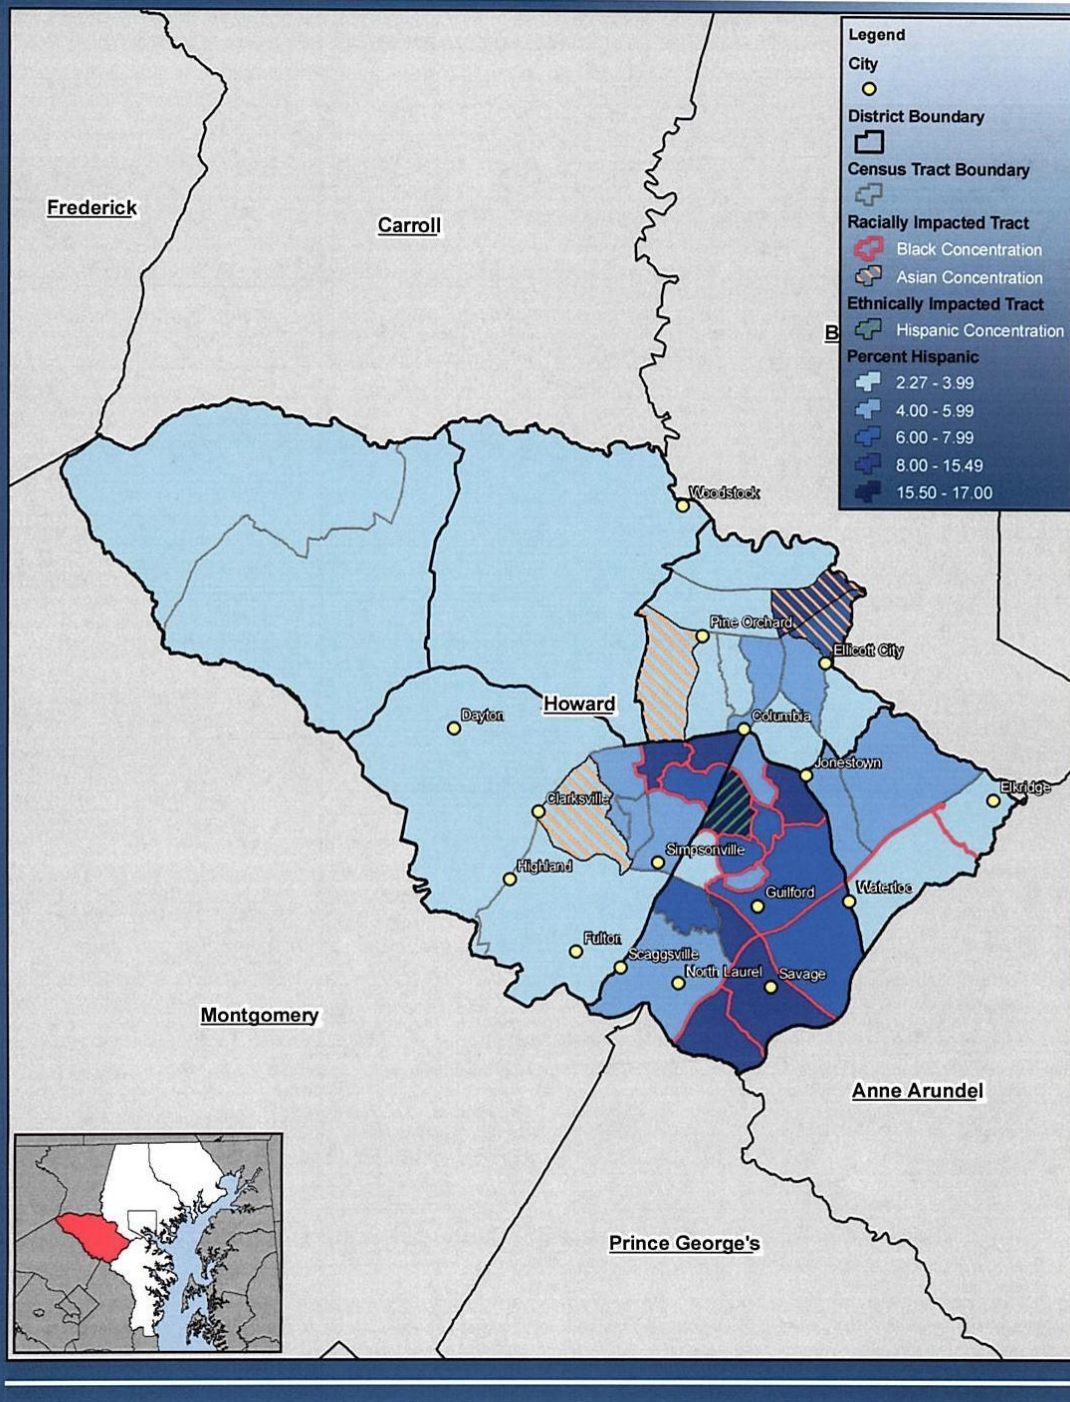 Legend
City
District Boundary
Census Tract Boundary
Racially Impacted Tract
Black Concentration
Asian Concentration
Ethnically Impacted Tract
Hispanic Concentration
Percent Hispanic
2.27 - 3.99
4.00 - 5.99
6.00 - 7.99
8.00 - 15.49
15.50 - 17.00
Frederick
Carroll
B
Woodstock
Pine Orchard
Ellicott City
Howard
Dayton
Columbia
Jonestown
Elkridge
Clarksville
Simpsonville
Highland
Guilford
Waterloo
Fulton
Scaggsville
North Laurel
Savage
Montgomery
Anne Arundel
Prince George's